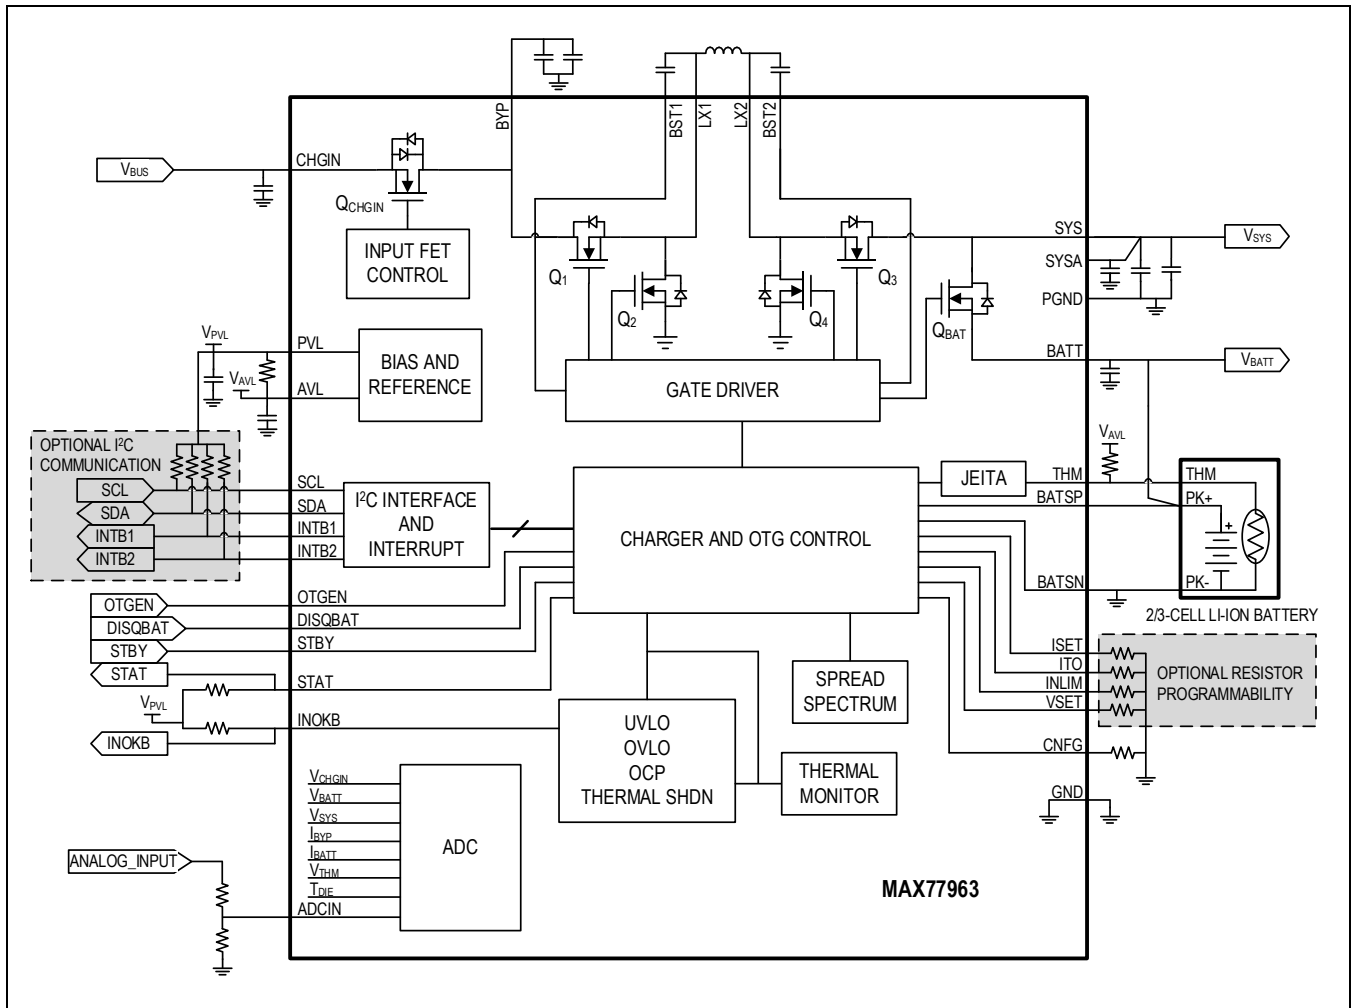 BYP
BST1
LX1
LX2
BST2
VBUS
CHGIN
QCHGIN
INPUT FET
CONTROL
Q1
Q2
Q4
Q3
QBAT
SYS
SYSA
PGND
BATT
VSYS
VBATT
VPVL
PVL
VAVL
AVL
BIAS AND
REFERENCE
GATE DRIVER
OPTIONAL I²C
COMMUNICATION
SCL
SDA
INTB1
INTB2
SCL
SDA
INTB1
INTB2
I²C INTERFACE
AND
INTERRUPT
CHARGER AND OTG CONTROL
JEITA
VAVL
THM
BATSP
BATSN
THM
PK+
+
PK-
2/3-CELL LI-ION BATTERY
OTGEN
DISQBAT
STBY
STAT
VPVL
INOKB
OTGEN
DISQBAT
STBY
STAT
INOKB
UVLO
OVLO
OCP
THERMAL SHDN
SPREAD
SPECTRUM
THERMAL
MONITOR
ISET
ITO
INLIM
VSET
CNFG
GND
OPTIONAL RESISTOR
PROGRAMMABILITY
VCHGIN
VBATT
VSYS
IBYP
IBATT
VTHM
TDIE
ADCIN
ADC
ANALOG_INPUT
MAX77963